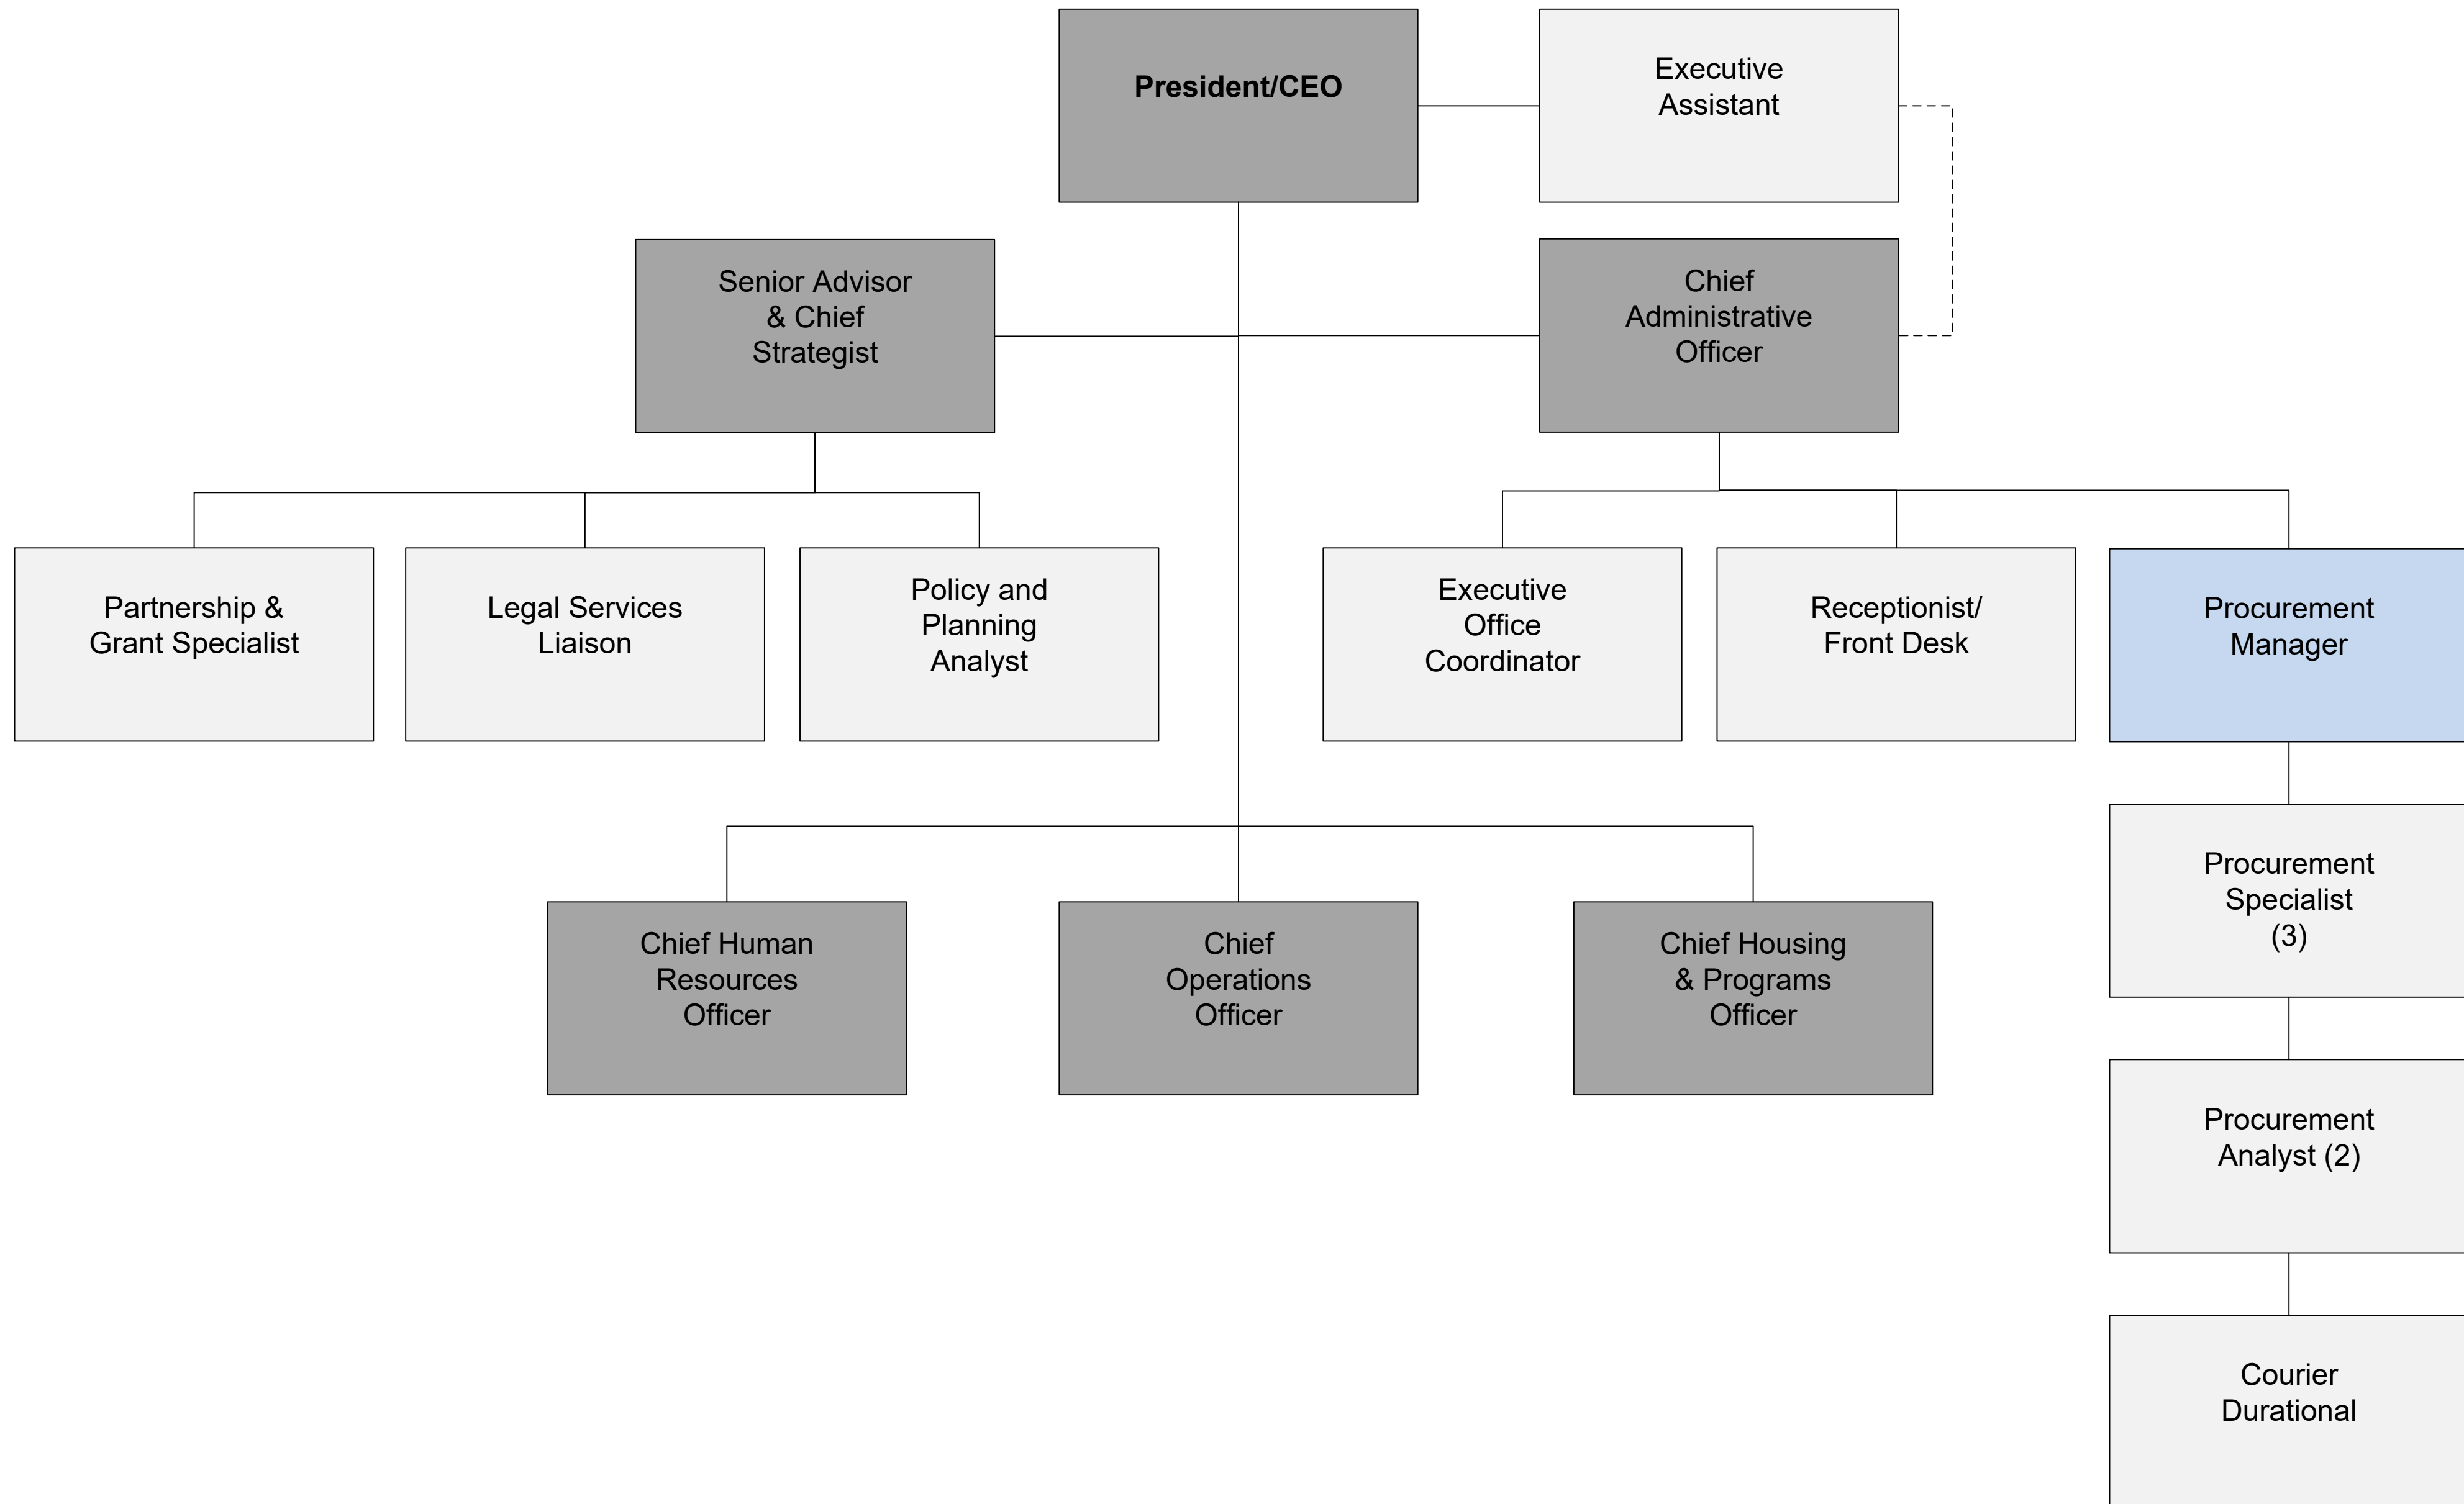 President/CEO
Executive
Assistant
Senior Advisor
& Chief
Strategist
Chief
Administrative
Officer
Partnership &
Grant Specialist
Legal Services
Liaison
Policy and
Planning
Analyst
Executive
Office
Coordinator
Receptionist/
Front Desk
Procurement
Manager
Procurement
Specialist
(3)
Chief Human
Resources
Officer
Chief
Operations
Officer
Chief Housing
& Programs
Officer
Procurement
Analyst (2)
Courier
Durational